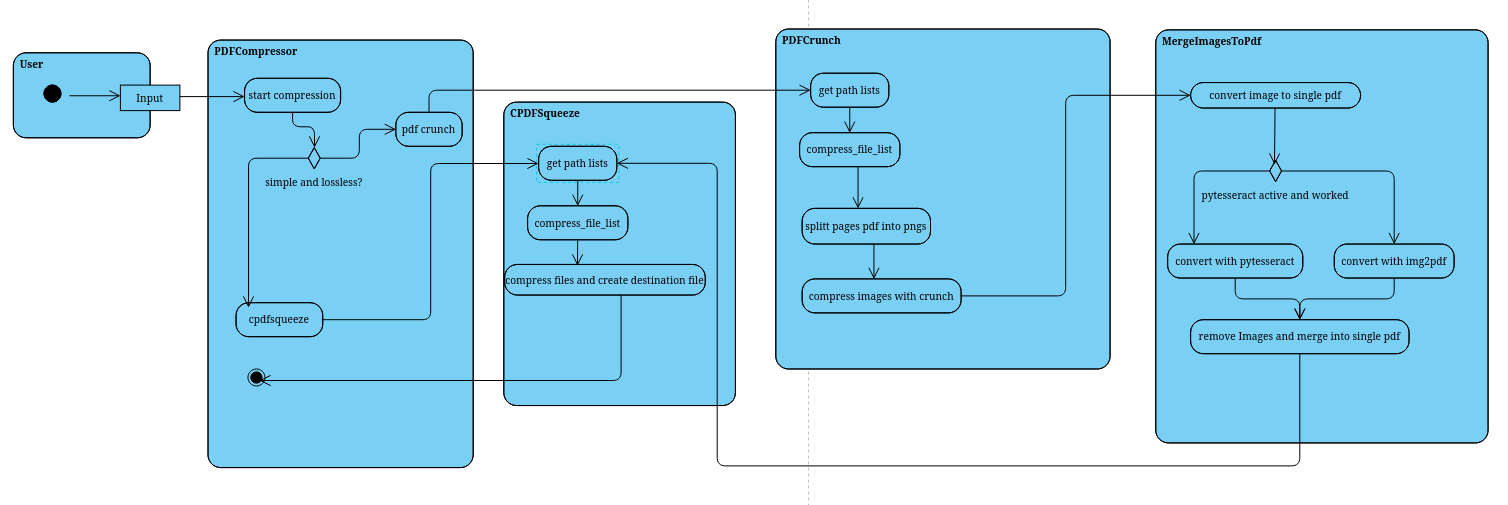 User
Input
PDFCompressor
start compression
pdf crunch
simple and lossless?
cpdfsqueeze
CPDFSqueeze
get path lists
compress_file_list
compress files and create destination file
PDFCrunch
get path lists
compress_file_list
splitt pages pdf into pngs
compress images with crunch
MergeImagesToPdf
convert image to single pdf
pytesseract active and worked
convert with pytesseract
convert with img2pdf
remove Images and merge into single pdf